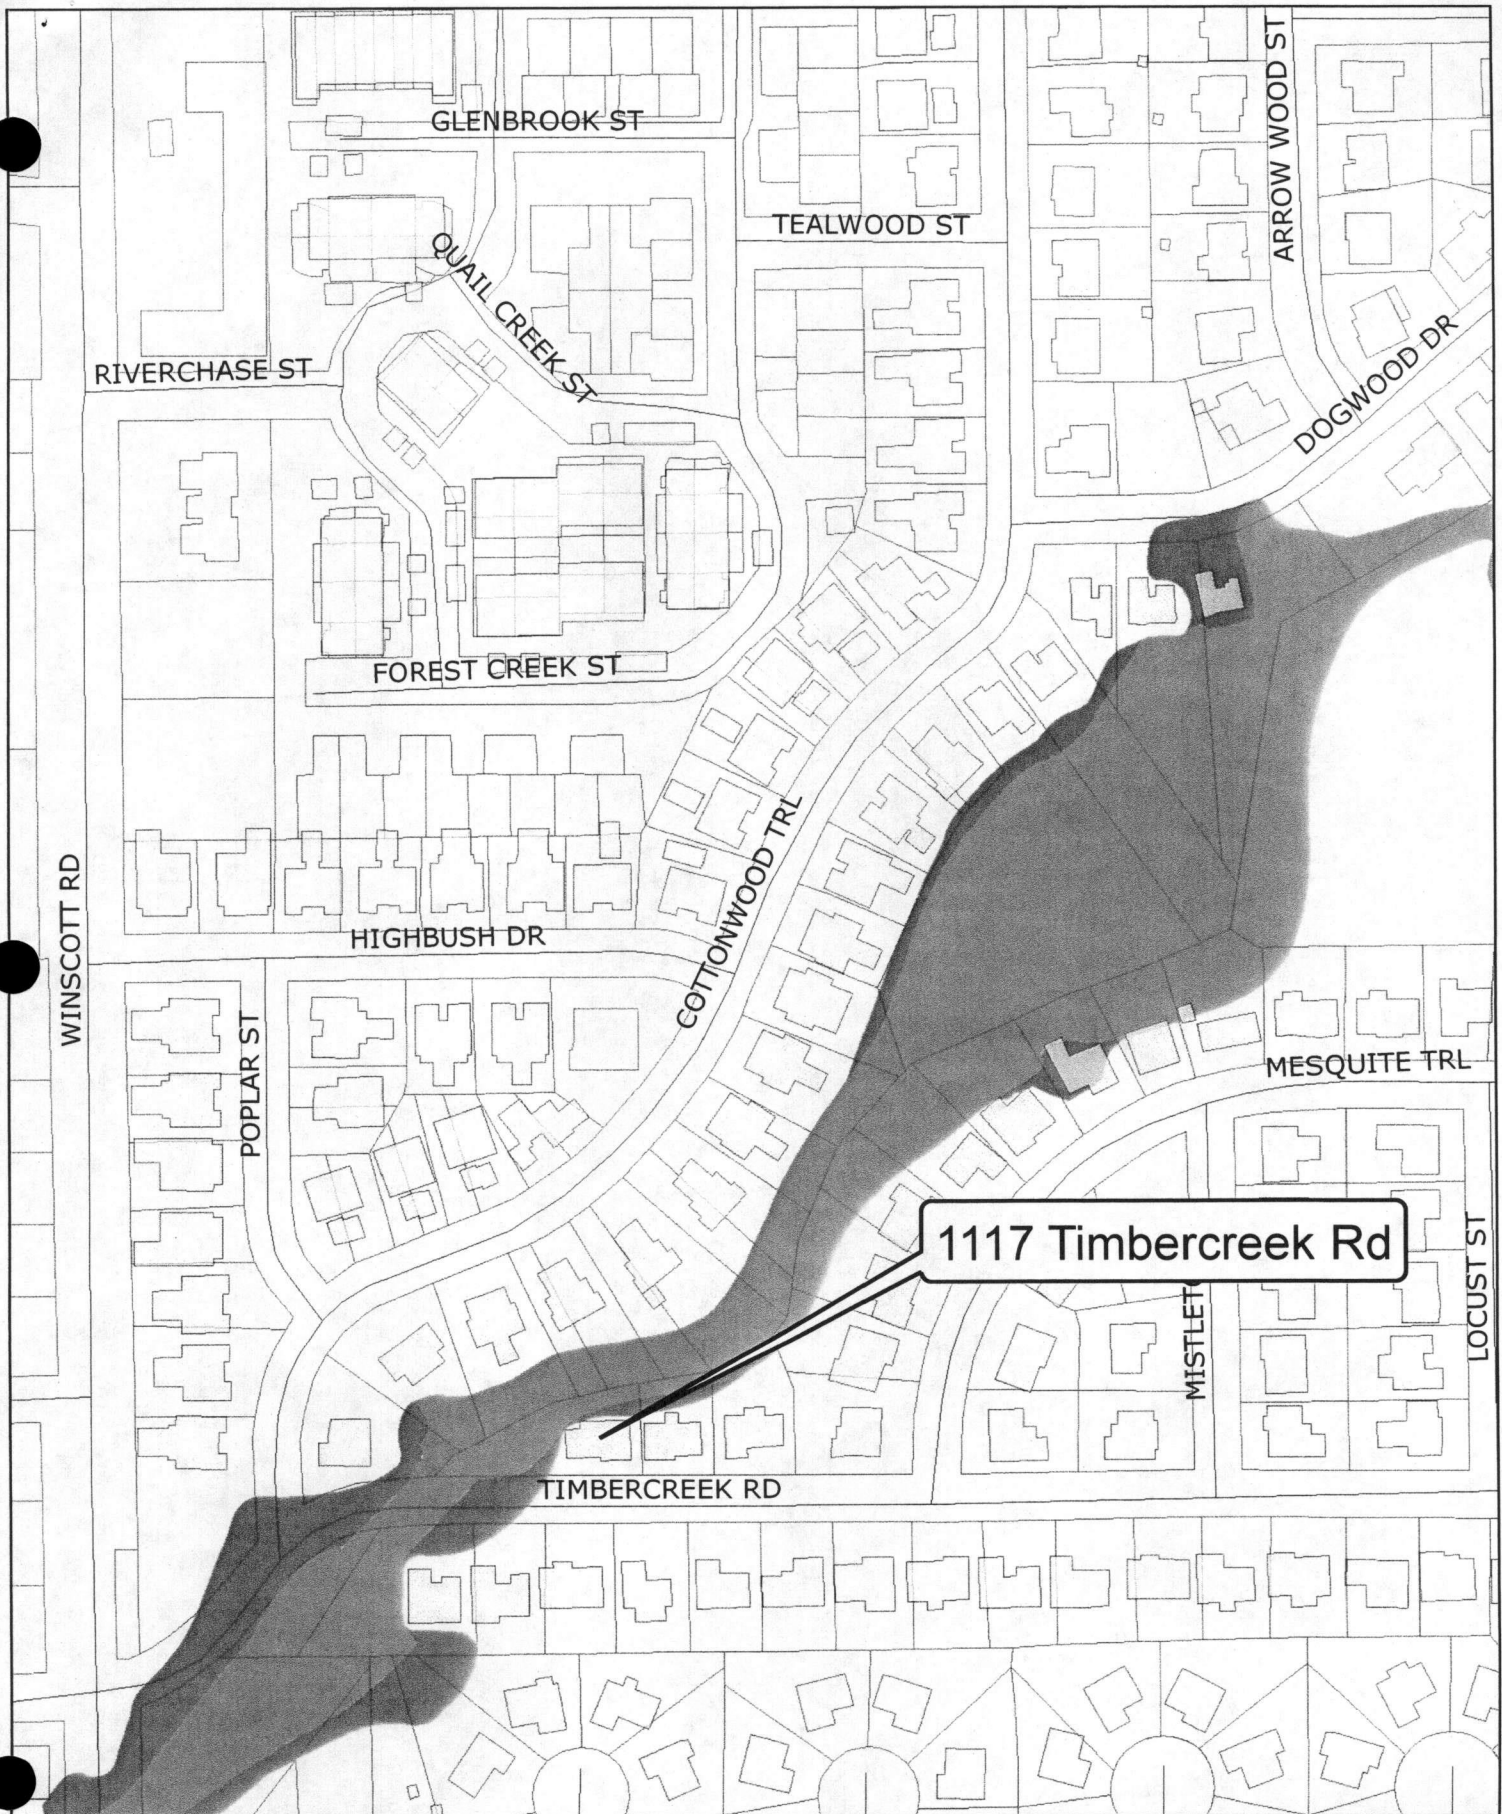 GLENBROOK ST
ARROW WOOD ST
TEALWOOD ST
QUAIL CREEK ST
RIVERCHASE ST
DOGWOOD DR
FOREST CREEK ST
COTTONWOOD TRL
WINSCOTT RD
HIGHBUSH DR
POPLAR ST
MESQUITE TRL
1117 Timbercreek Rd
LOCUST ST
TIMBERCREEK RD